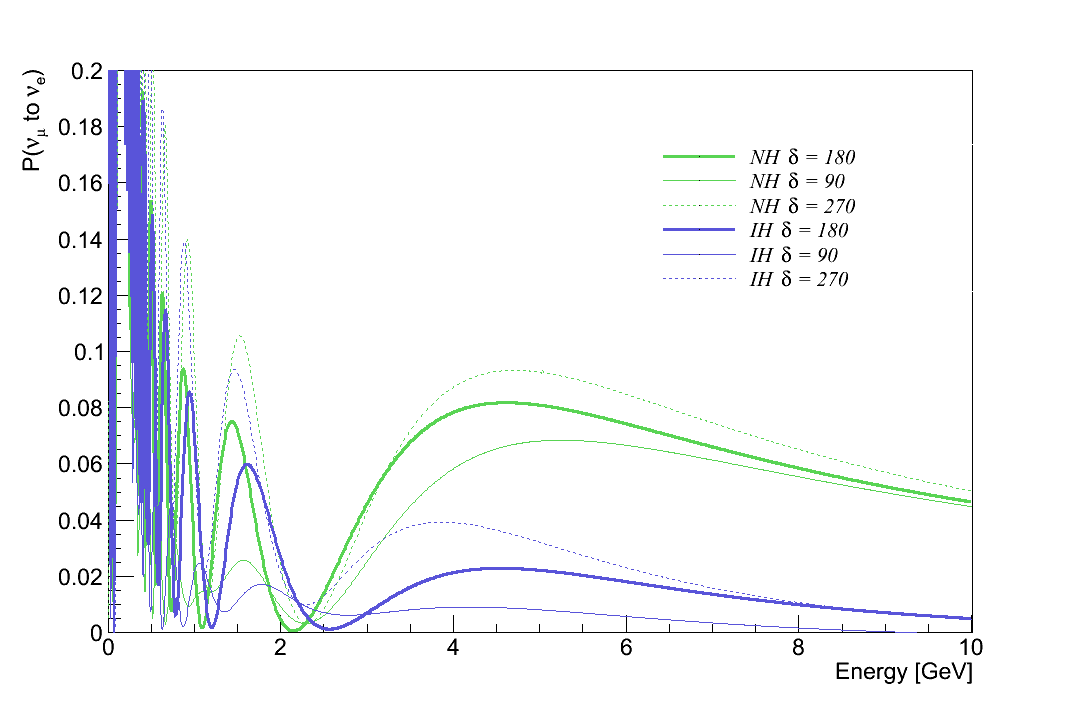 P(νμ to νe)
0.2
0.18
0.16
0.14
0.12
0.1
0.08
0.06
0.04
0.02
0
NH δ = 180
NH δ = 90
NH δ = 270
IH δ = 180
IH δ = 90
IH δ = 270
0 2 4 6 8 10
Energy [GeV]